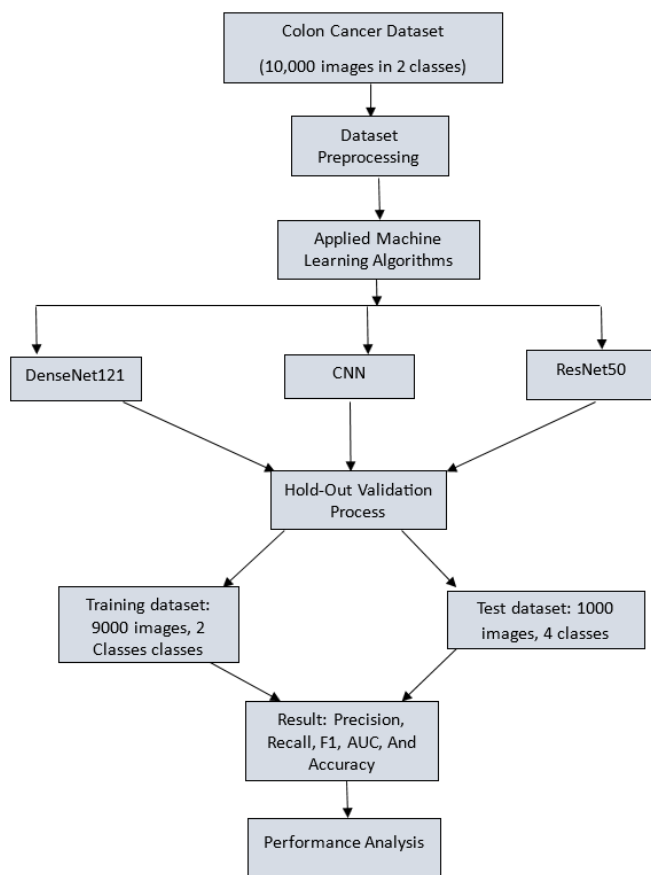 Colon Cancer Dataset
(10,000 images in 2 classes)
Dataset
Preprocessing
Applied Machine
Learning Algorithms
DenseNet121
CNN
ResNet50
Hold-Out Validation
Process
Training dataset:
9000 images, 2
Classes classes
Test dataset: 1000
images, 4 classes
Result: Precision,
Recall, F1, AUC, And
Accuracy
Performance Analysis